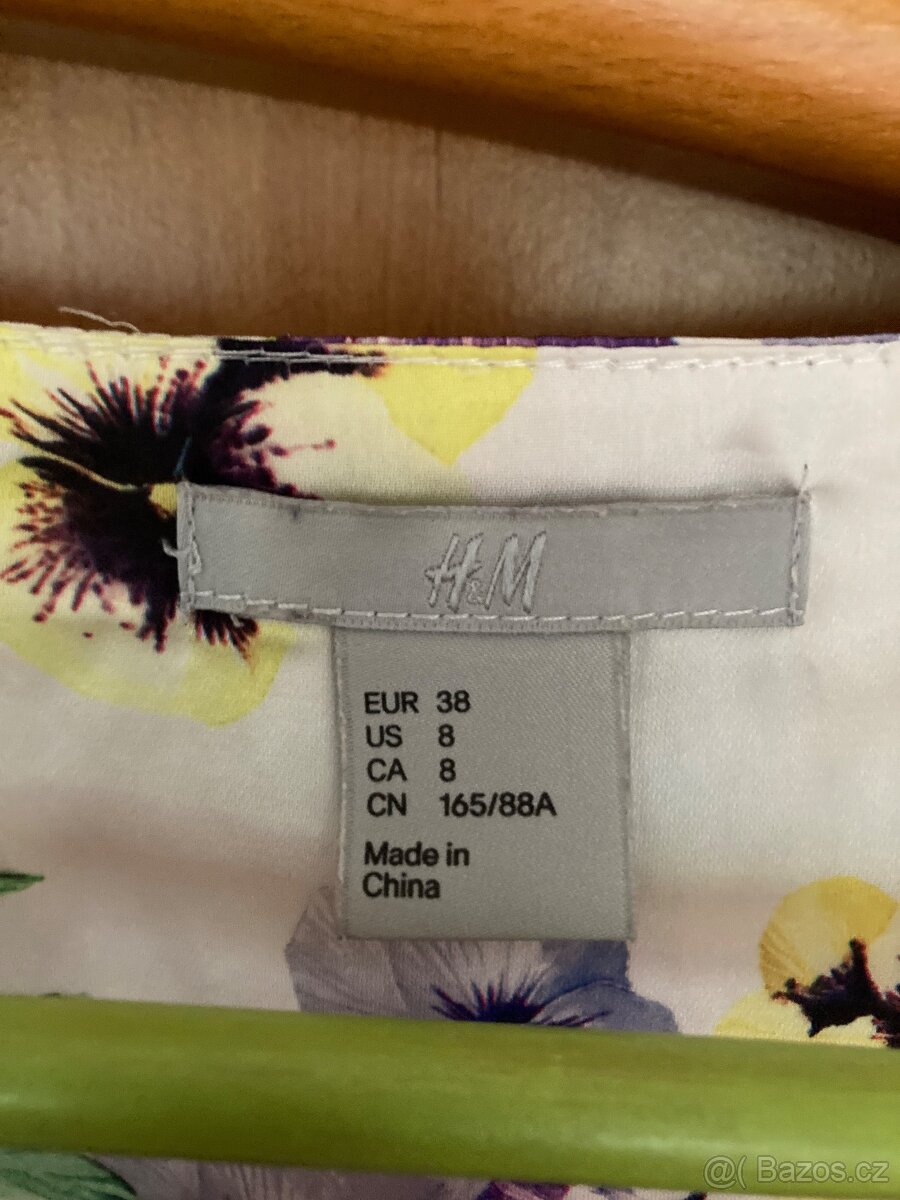 H&M
EUR 38
US 8
CA 8
CN 165/88A
Made in
China
@( Bazos.cz